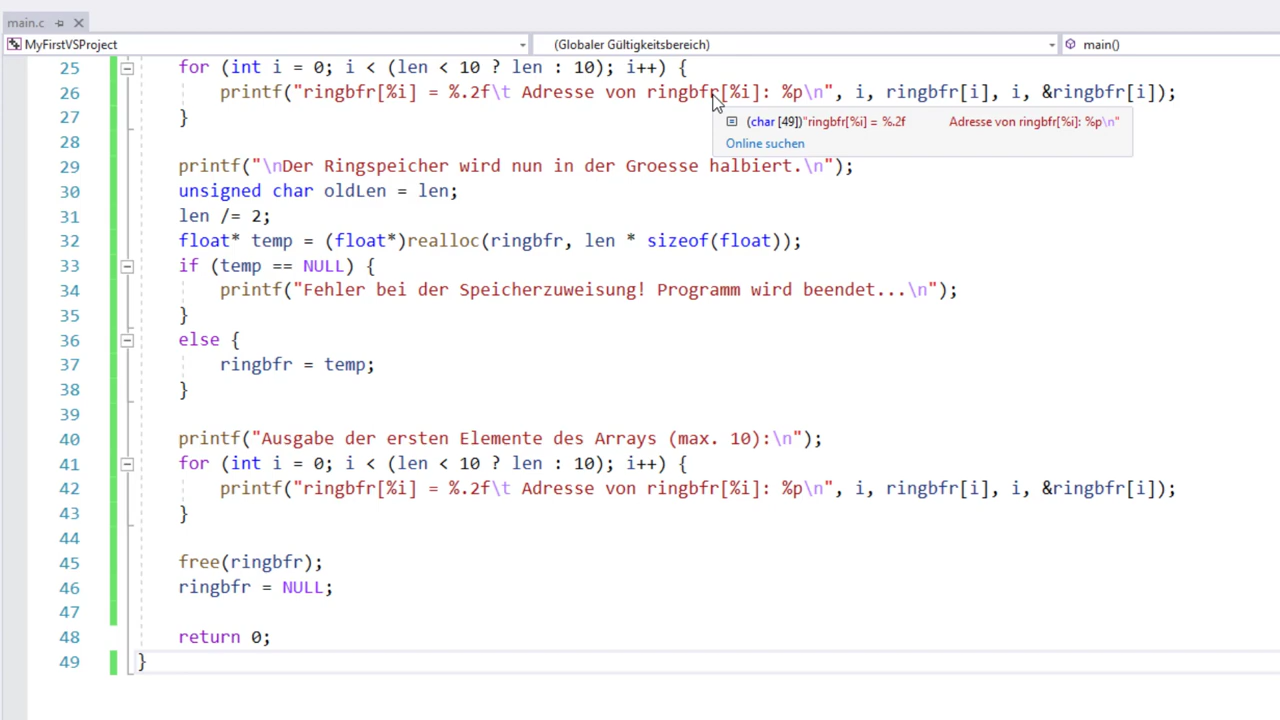 main.c
MyFirstVSProject (Globaler Gültigkeitsbereich) main()
25 for (int i = 0; i < (len < 10 ? len : 10); i++) {
26 printf("ringbfr[%i] = %.2f\t Adresse von ringbfr[%i]: %p\n", i, ringbfr[i], i, &ringbfr[i]);
27 }
(char [49])"ringbfr[%i] = %.2f Adresse von ringbfr[%i]: %p\n"
28
Online suchen
29 printf("\nDer Ringspeicher wird nun in der Groesse halbiert.\n");
30 unsigned char oldLen = len;
31 len /= 2;
32 float* temp = (float*)realloc(ringbfr, len * sizeof(float));
33 if (temp == NULL) {
34 printf("Fehler bei der Speicherzuweisung! Programm wird beendet...\n");
35 }
36 else {
37 ringbfr = temp;
38 }
39
40 printf("Ausgabe der ersten Elemente des Arrays (max. 10):\n");
41 for (int i = 0; i < (len < 10 ? len : 10); i++) {
42 printf("ringbfr[%i] = %.2f\t Adresse von ringbfr[%i]: %p\n", i, ringbfr[i], i, &ringbfr[i]);
43 }
44
45 free(ringbfr);
46 ringbfr = NULL;
47
48 return 0;
49 }